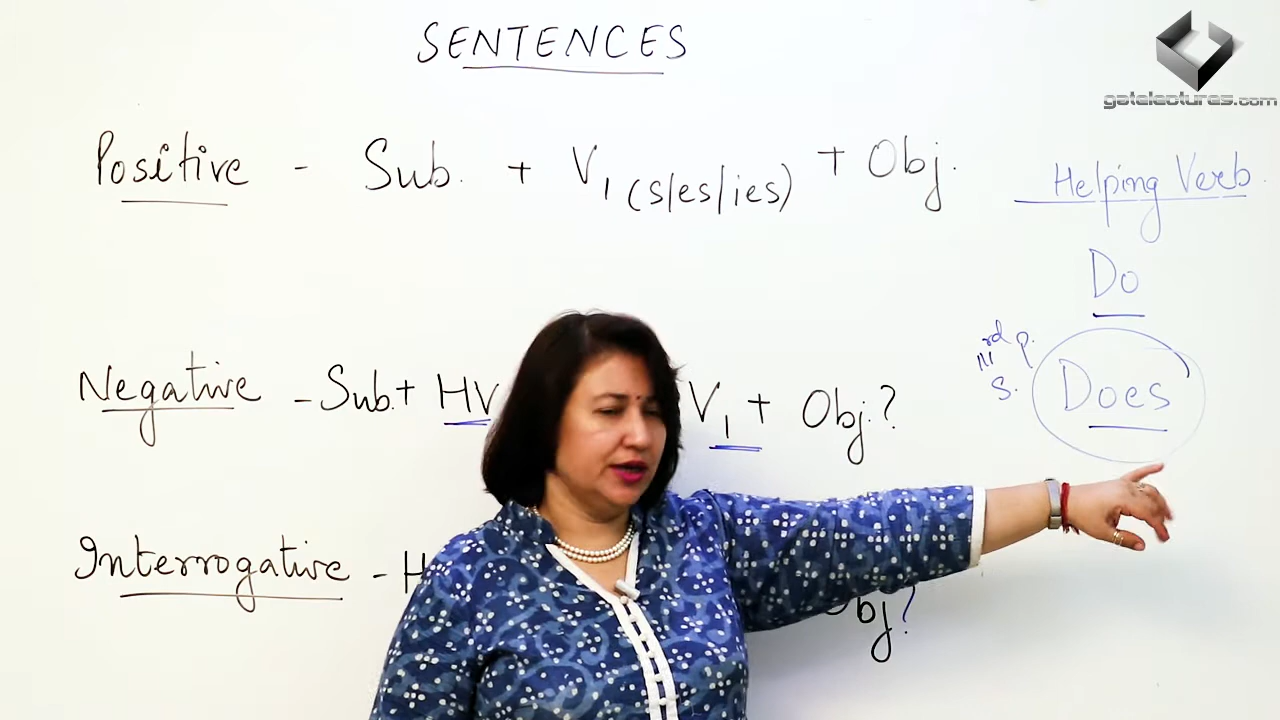 SENTENCES
gatelectures.com
Positive - Sub. + V1 (s/es/ies) + Obj.
Helping Verb.
Do
Negative - Sub. + HV V1 + Obj.?
IIIrd p.
S.
Does
Interrogative - H Obj?